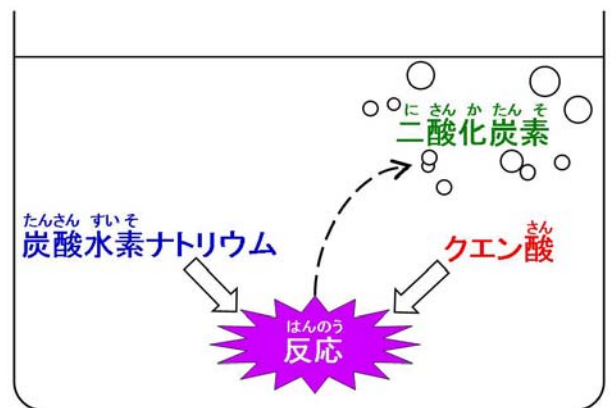 に さん か たん そ
二酸化炭素
たんさん すいそ
炭酸水素ナトリウム
さん
クエン酸
はんのう
反応